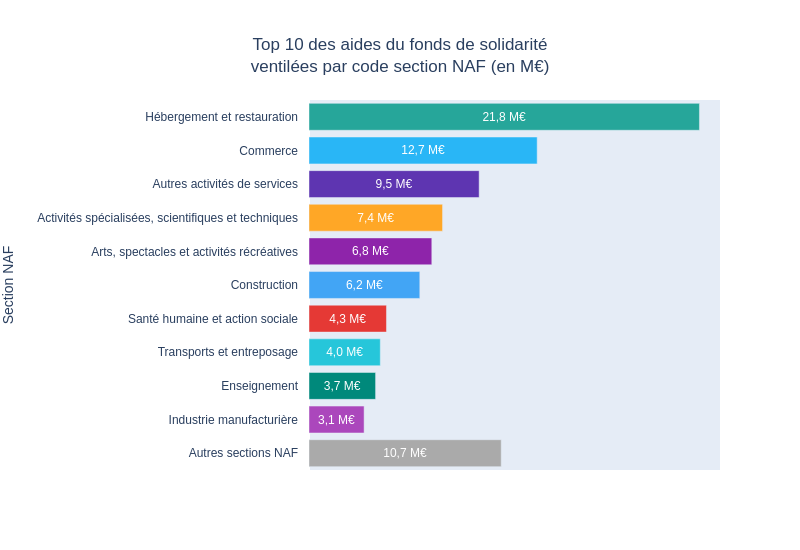 Top 10 des aides du fonds de solidarité
ventilées par code section NAF (en M€)
Section NAF
Hébergement et restauration 21,8 M€
Commerce 12,7 M€
Autres activités de services 9,5 M€
Activités spécialisées, scientifiques et techniques 7,4 M€
Arts, spectacles et activités récréatives 6,8 M€
Construction 6,2 M€
Santé humaine et action sociale 4,3 M€
Transports et entreposage 4,0 M€
Enseignement 3,7 M€
Industrie manufacturière 3,1 M€
Autres sections NAF 10,7 M€